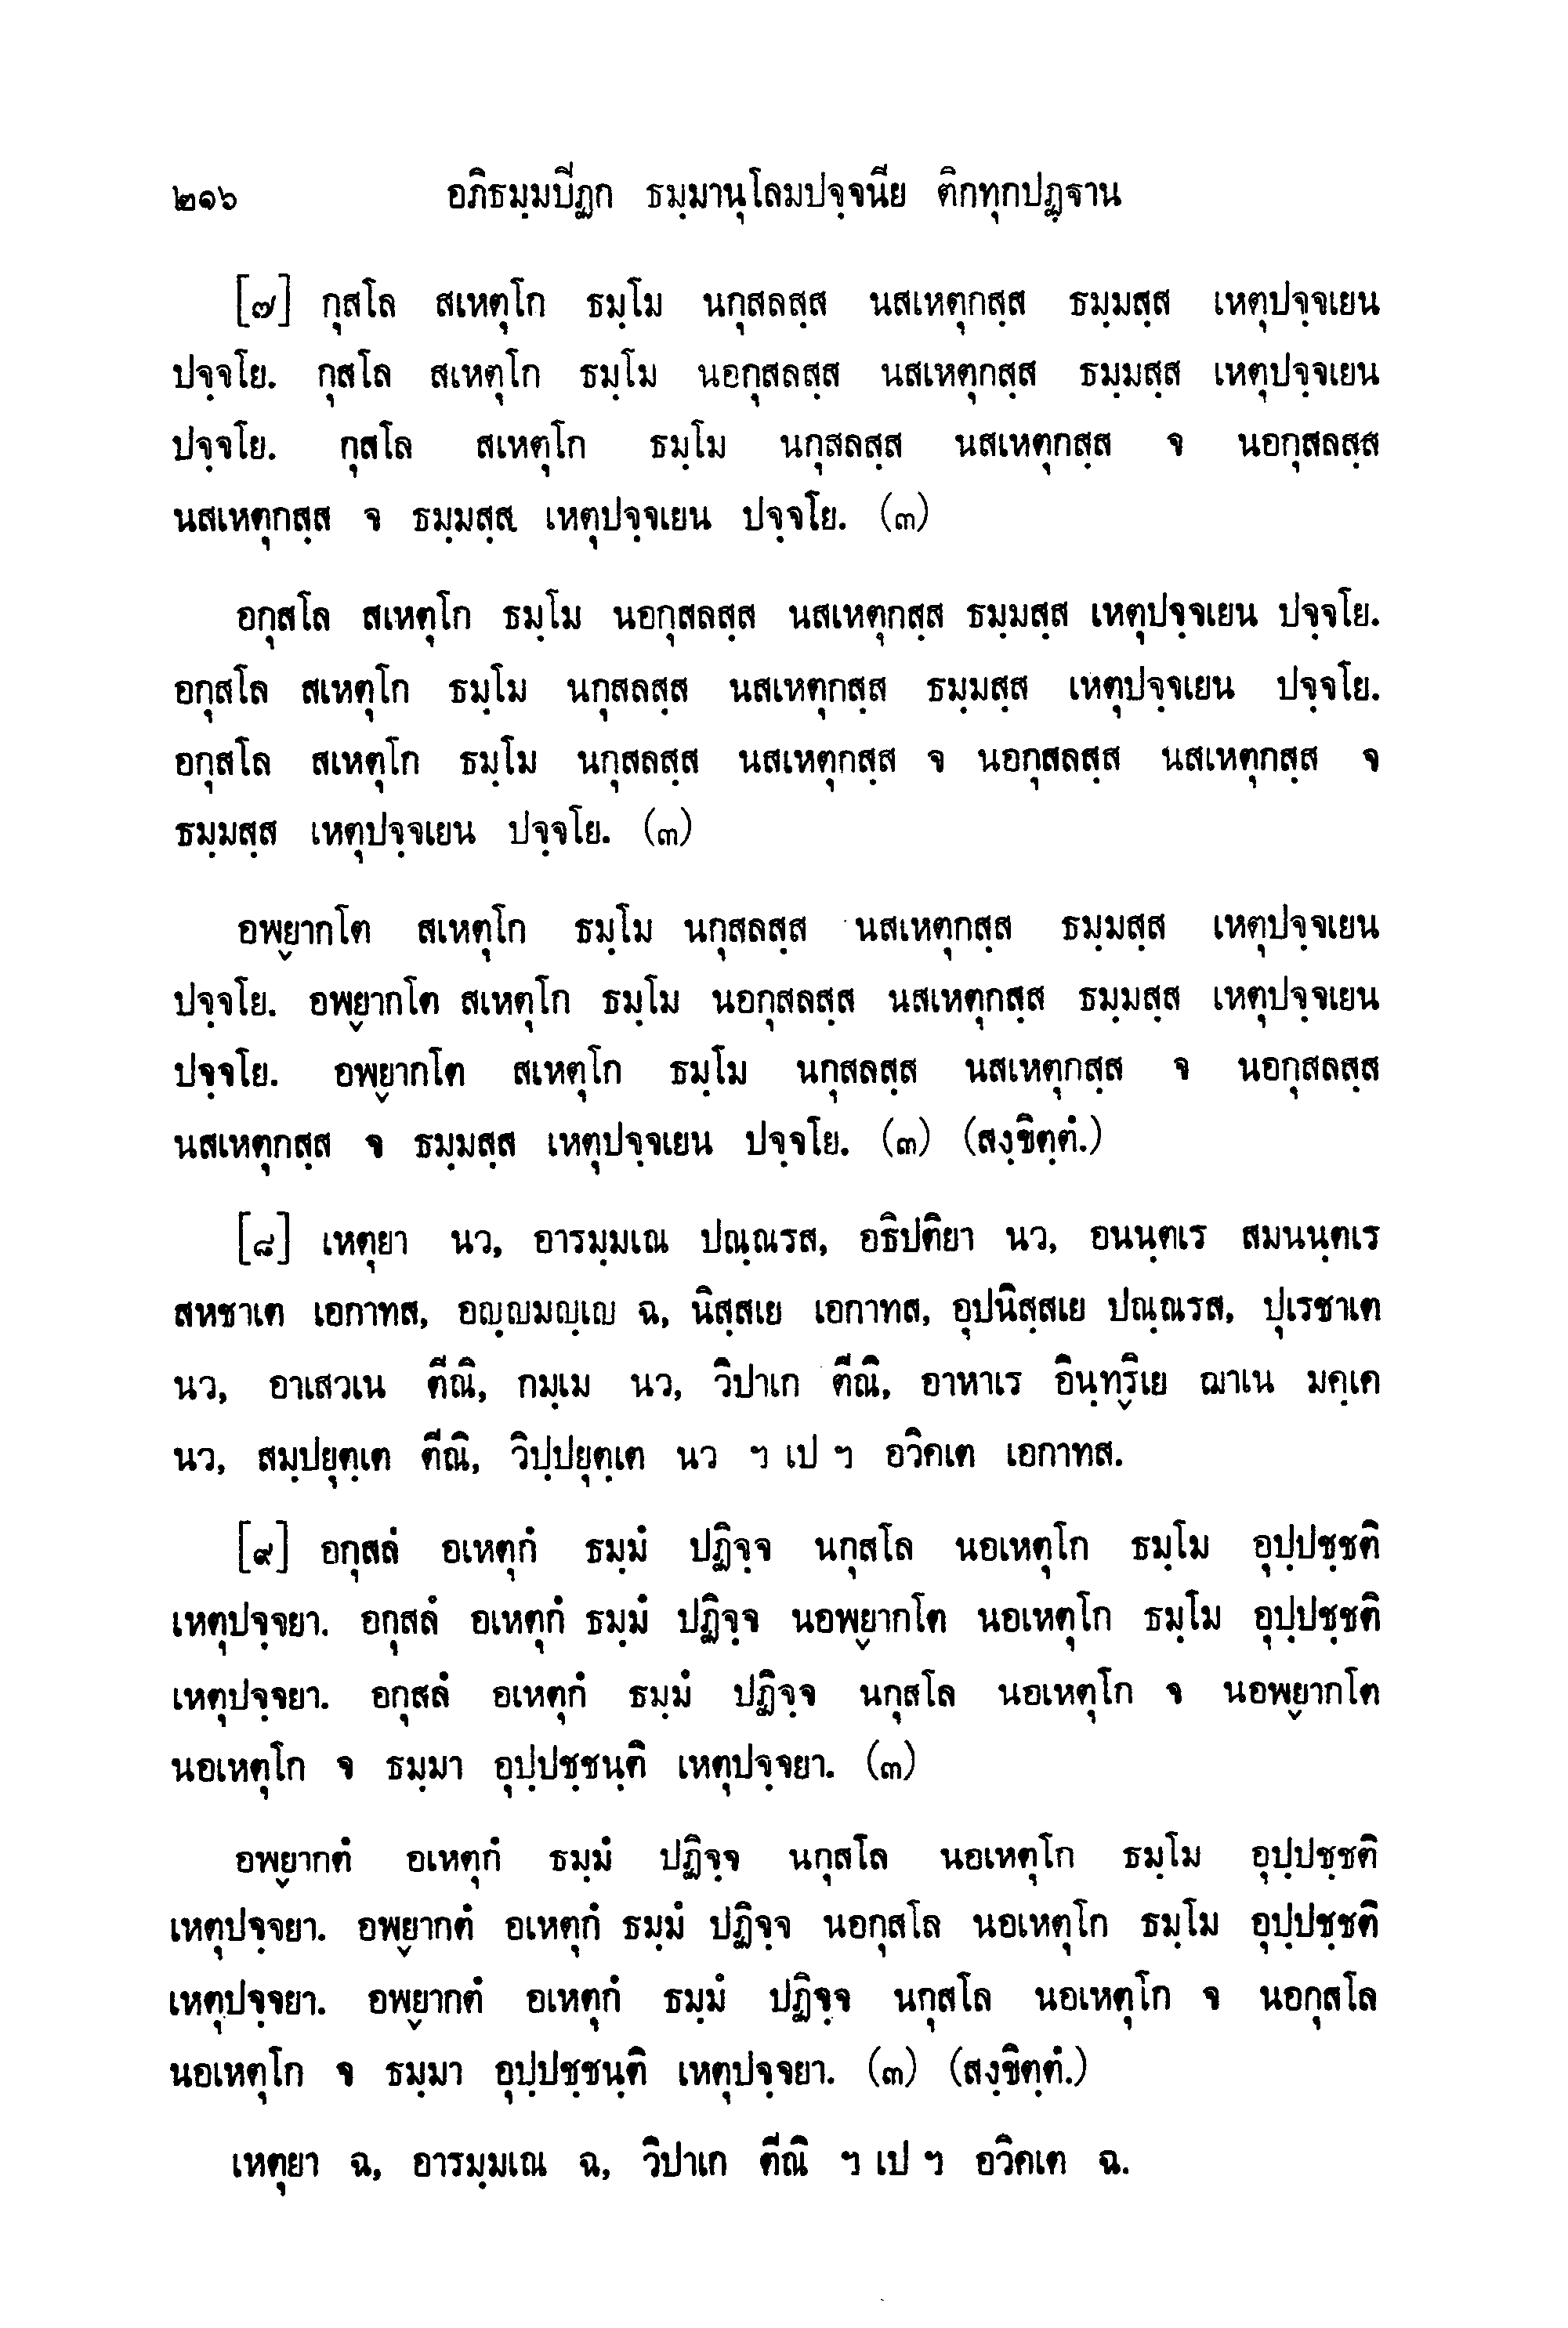 ๒๑๖ อภิธมฺมปิฏก ธมฺมานุโลมปจฺจนีย ติกทุกปฏฺฐาน
[๗] กุสโล สเหตุโก ธมฺโม นกุสลสฺส นสเหตุกสฺส ธมฺมสฺส เหตุปจฺจเยน
ปจฺจโย. กุสโล สเหตุโก ธมฺโม นอกุสลสฺส นสเหตุกสฺส ธมฺมสฺส เหตุปจฺจเยน
ปจฺจโย. กุสโล สเหตุโก ธมฺโม นกุสลสฺส นสเหตุกสฺส จ นอกุสลสฺส
นสเหตุกสฺส จ ธมฺมสฺส เหตุปจฺจเยน ปจฺจโย. (๓)
อกุสโล สเหตุโก ธมฺโม นอกุสลสฺส นสเหตุกสฺส ธมฺมสฺส เหตุปจฺจเยน ปจฺจโย.
อกุสโล สเหตุโก ธมฺโม นกุสลสฺส นสเหตุกสฺส ธมฺมสฺส เหตุปจฺจเยน ปจฺจโย.
อกุสโล สเหตุโก ธมฺโม นกุสลสฺส นสเหตุกสฺส จ นอกุสลสฺส นสเหตุกสฺส จ
ธมฺมสฺส เหตุปจฺจเยน ปจฺจโย. (๓)
อพฺยากโต สเหตุโก ธมฺโม นกุสลสฺส นสเหตุกสฺส ธมฺมสฺส เหตุปจฺจเยน
ปจฺจโย. อพฺยากโต สเหตุโก ธมฺโม นอกุสลสฺส นสเหตุกสฺส ธมฺมสฺส เหตุปจฺจเยน
ปจฺจโย. อพฺยากโต สเหตุโก ธมฺโม นกุสลสฺส นสเหตุกสฺส จ นอกุสลสฺส
นสเหตุกสฺส จ ธมฺมสฺส เหตุปจฺจเยน ปจฺจโย. (๓) (สงฺขิตฺตํ.)
[๘] เหตุยา นว, อารมฺมเณ ปณฺณรส, อธิปติยา นว, อนนฺตเร สมนนฺตเร
สหชาเต เอกาทส, อญฺญมญฺเญ ฉ, นิสฺสเย เอกาทส, อุปนิสฺสเย ปณฺณรส, ปุเรชาเต
นว, อาเสวเน ตีณิ, กมฺเม นว, วิปาเก ตีณิ, อาหาเร อินฺทฺริเย ฌาเน มคฺเค
นว, สมฺปยุตฺเต ตีณิ, วิปฺปยุตฺเต นว ฯ เป ฯ อวิคเต เอกาทส.
[๙] อกุสลํ อเหตุกํ ธมฺมํ ปฏิจฺจ นกุสโล นอเหตุโก ธมฺโม อุปฺปชฺชติ
เหตุปจฺจยา. อกุสลํ อเหตุกํ ธมฺมํ ปฏิจฺจ นอพฺยากโต นอเหตุโก ธมฺโม อุปฺปชฺชติ
เหตุปจฺจยา. อกุสลํ อเหตุกํ ธมฺมํ ปฏิจฺจ นกุสโล นอเหตุโก จ นอพฺยากโต
นอเหตุโก จ ธมฺมา อุปฺปชฺชนฺติ เหตุปจฺจยา. (๓)
อพฺยากตํ อเหตุกํ ธมฺมํ ปฏิจฺจ นกุสโล นอเหตุโก ธมฺโม อุปฺปชฺชติ
เหตุปจฺจยา. อพฺยากตํ อเหตุกํ ธมฺมํ ปฏิจฺจ นอกุสโล นอเหตุโก ธมฺโม อุปฺปชฺชติ
เหตุปจฺจยา. อพฺยากตํ อเหตุกํ ธมฺมํ ปฏิจฺจ นกุสโล นอเหตุโก จ นอกุสโล
นอเหตุโก จ ธมฺมา อุปฺปชฺชนฺติ เหตุปจฺจยา. (๓) (สงฺขิตฺตํ.)
เหตุยา ฉ, อารมฺมเณ ฉ, วิปาเก ตีณิ ฯ เป ฯ อวิคเต ฉ.